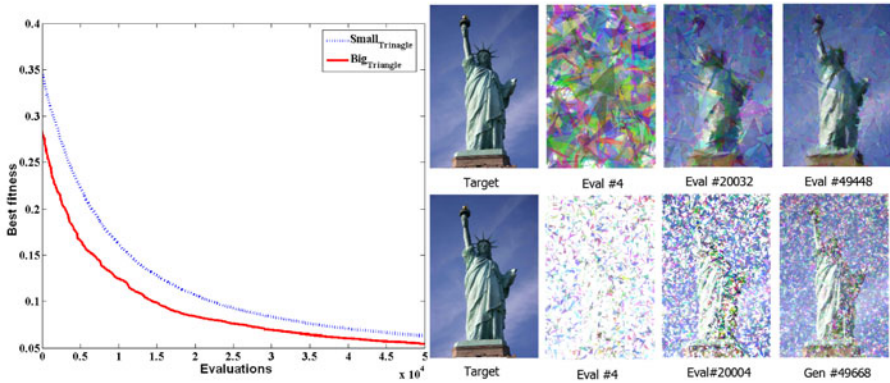 0.4
0.35
0.3
0.25
0.2
0.15
0.1
0.05
Best fitness
0 0.5 1 1.5 2 2.5 3 3.5 4 4.5 5
Evaluations
x 10^4
Small_Trinagle
Big_Triangle
Target Eval #4 Eval #20032 Eval #49448
Target Eval #4 Eval#20004 Gen #49668